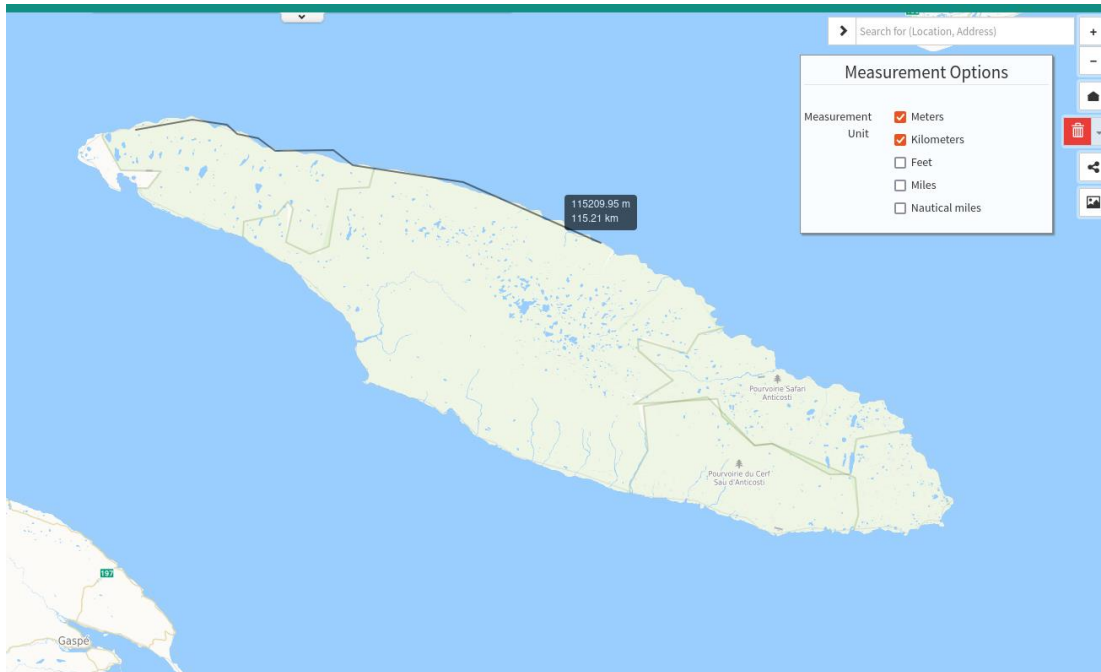 Search for (Location, Address)
Measurement Options
Measurement
Unit
Meters
Kilometers
Feet
Miles
Nautical miles
115209.95 m
115.21 km
Pourvoirie Safari
Anticosti
Pourvoirie du Cerf
Sau d'Anticosti
197
Gaspé